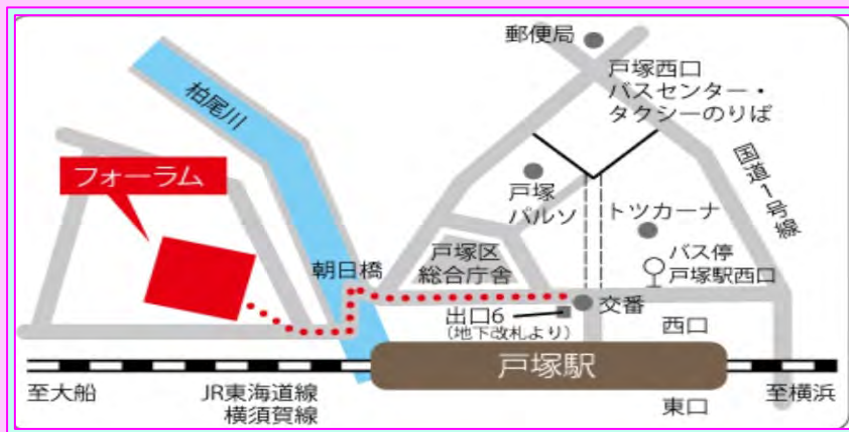 郵便局
戸塚西口
バスセンター・
タクシーのりば
柏尾川
国道1号線
フォーラム
戸塚
パルソ
トツカーナ
戸塚区
総合庁舎
バス停
戸塚駅西口
朝日橋
交番
出口6
(地下改札より)
西口
戸塚駅
至大船
JR東海道線
横須賀線
東口
至横浜